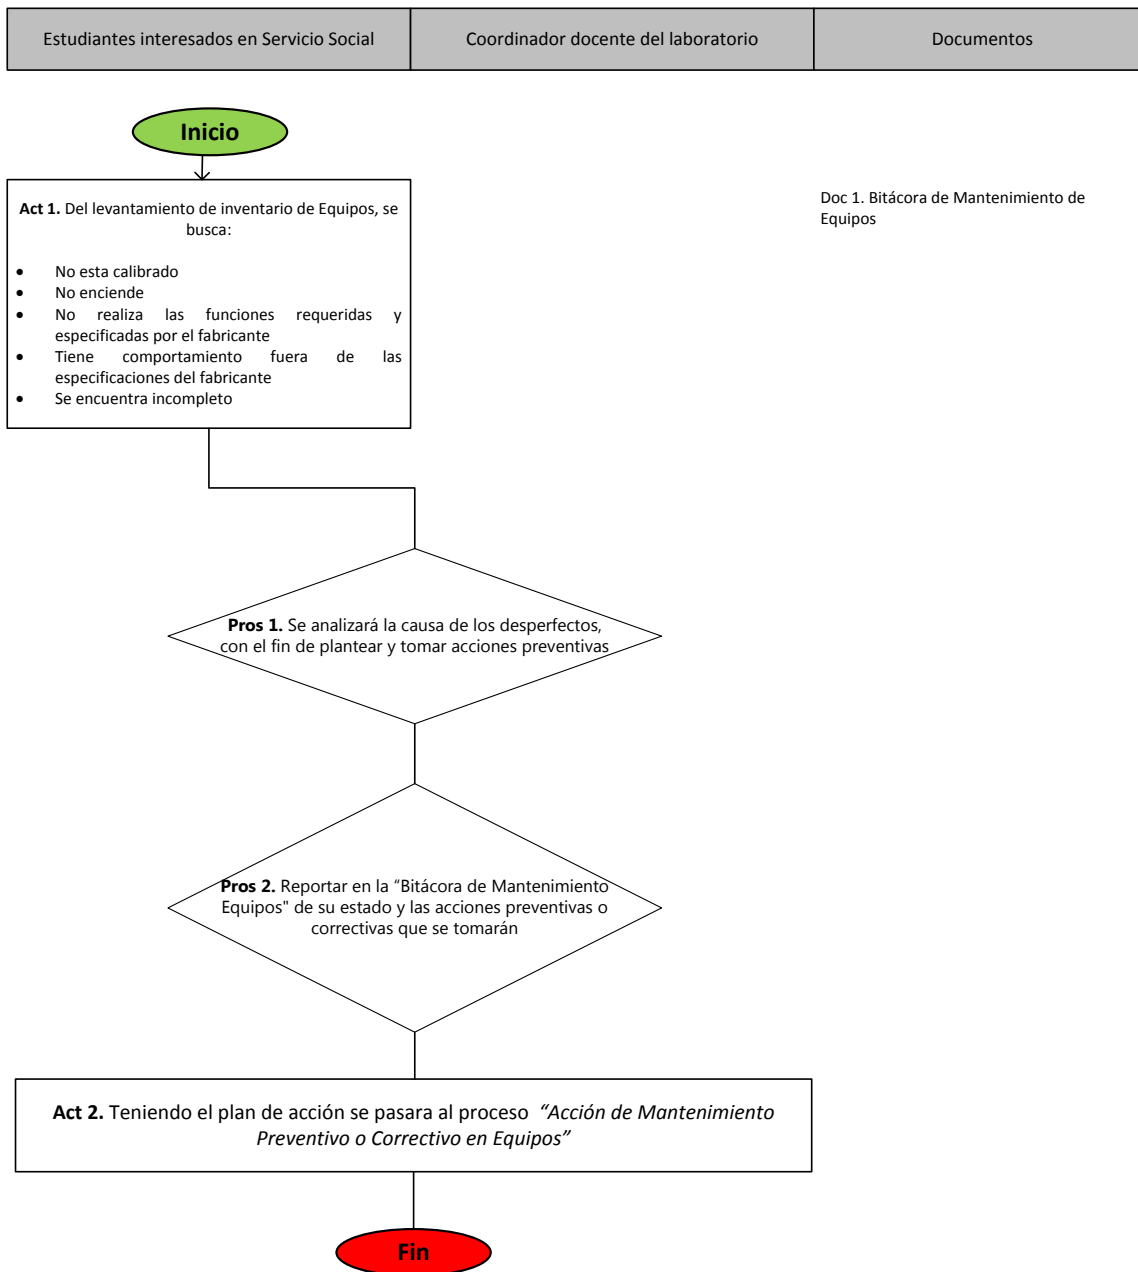 Estudiantes interesados en Servicio Social
Coordinador docente del laboratorio
Documentos
Inicio
Act 1. Del levantamiento de inventario de Equipos, se
busca:
• No esta calibrado
• No enciende
• No realiza las funciones requeridas y
especificadas por el fabricante
• Tiene comportamiento fuera de las
especificaciones del fabricante
• Se encuentra incompleto
Doc 1. Bitácora de Mantenimiento de
Equipos
Pros 1. Se analizará la causa de los desperfectos,
con el fin de plantear y tomar acciones preventivas
Pros 2. Reportar en la “Bitácora de Mantenimiento
Equipos" de su estado y las acciones preventivas o
correctivas que se tomarán
Act 2. Teniendo el plan de acción se pasara al proceso “Acción de Mantenimiento
Preventivo o Correctivo en Equipos”
Fin